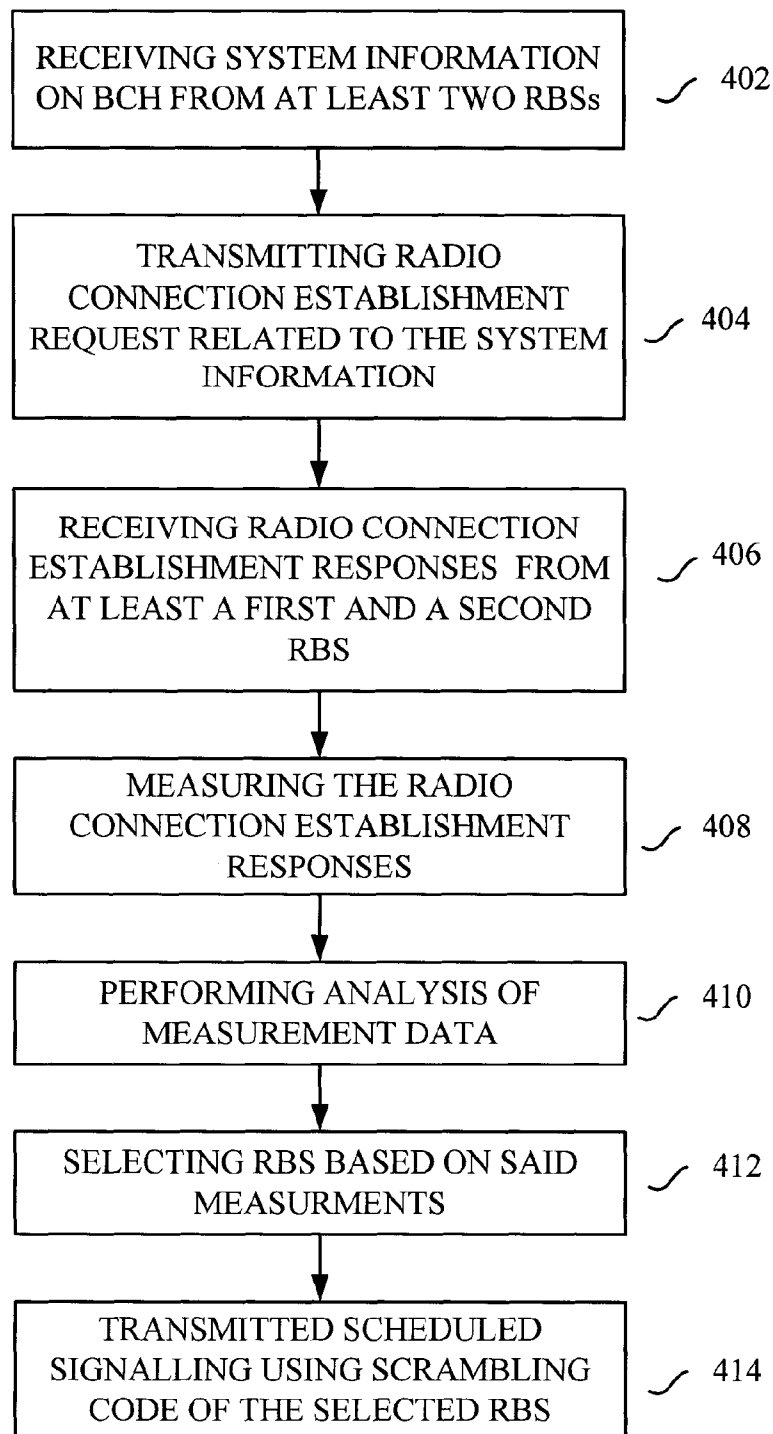 RECEIVING SYSTEM INFORMATION
ON BCH FROM AT LEAST TWO RBSs
402
TRANSMITTING RADIO
CONNECTION ESTABLISHMENT
REQUEST RELATED TO THE SYSTEM
INFORMATION
404
RECEIVING RADIO CONNECTION
ESTABLISHMENT RESPONSES FROM
AT LEAST A FIRST AND A SECOND
RBS
406
MEASURING THE RADIO
CONNECTION ESTABLISHMENT
RESPONSES
408
PERFORMING ANALYSIS OF
MEASUREMENT DATA
410
SELECTING RBS BASED ON SAID
MEASURMENTS
412
TRANSMITTED SCHEDULED
SIGNALLING USING SCRAMBLING
CODE OF THE SELECTED RBS
414